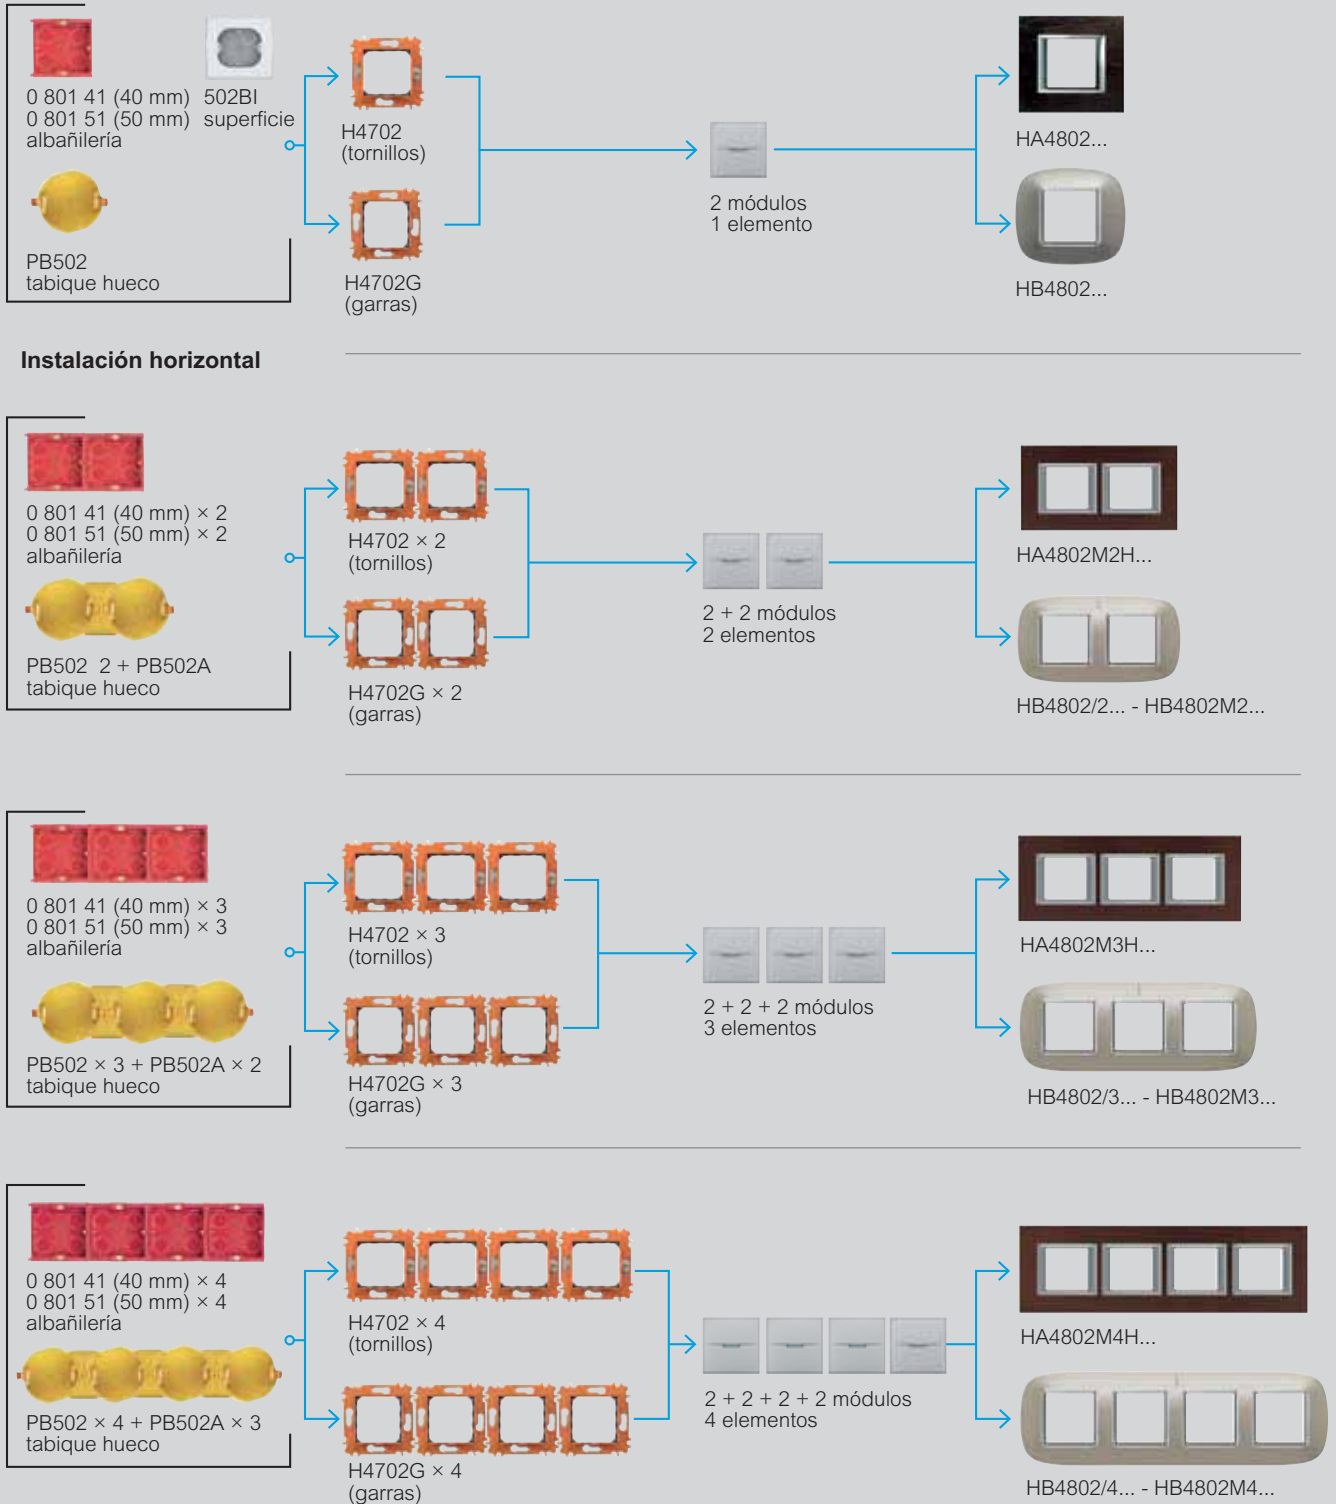 0 801 41 (40 mm)
0 801 51 (50 mm)
albañilería
502BI
superficie
PB502
tabique hueco
H4702
(tornillos)
H4702G
(garras)
2 módulos
1 elemento
HA4802...
HB4802...
Instalación horizontal
0 801 41 (40 mm) × 2
0 801 51 (50 mm) × 2
albañilería
PB502  2 + PB502A
tabique hueco
H4702 × 2
(tornillos)
H4702G × 2
(garras)
2 + 2 módulos
2 elementos
HA4802M2H...
HB4802/2... - HB4802M2...
0 801 41 (40 mm) × 3
0 801 51 (50 mm) × 3
albañilería
PB502 × 3 + PB502A × 2
tabique hueco
H4702 × 3
(tornillos)
H4702G × 3
(garras)
2 + 2 + 2 módulos
3 elementos
HA4802M3H...
HB4802/3... - HB4802M3...
0 801 41 (40 mm) × 4
0 801 51 (50 mm) × 4
albañilería
PB502 × 4 + PB502A × 3
tabique hueco
H4702 × 4
(tornillos)
H4702G × 4
(garras)
2 + 2 + 2 + 2 módulos
4 elementos
HA4802M4H...
HB4802/4... - HB4802M4...